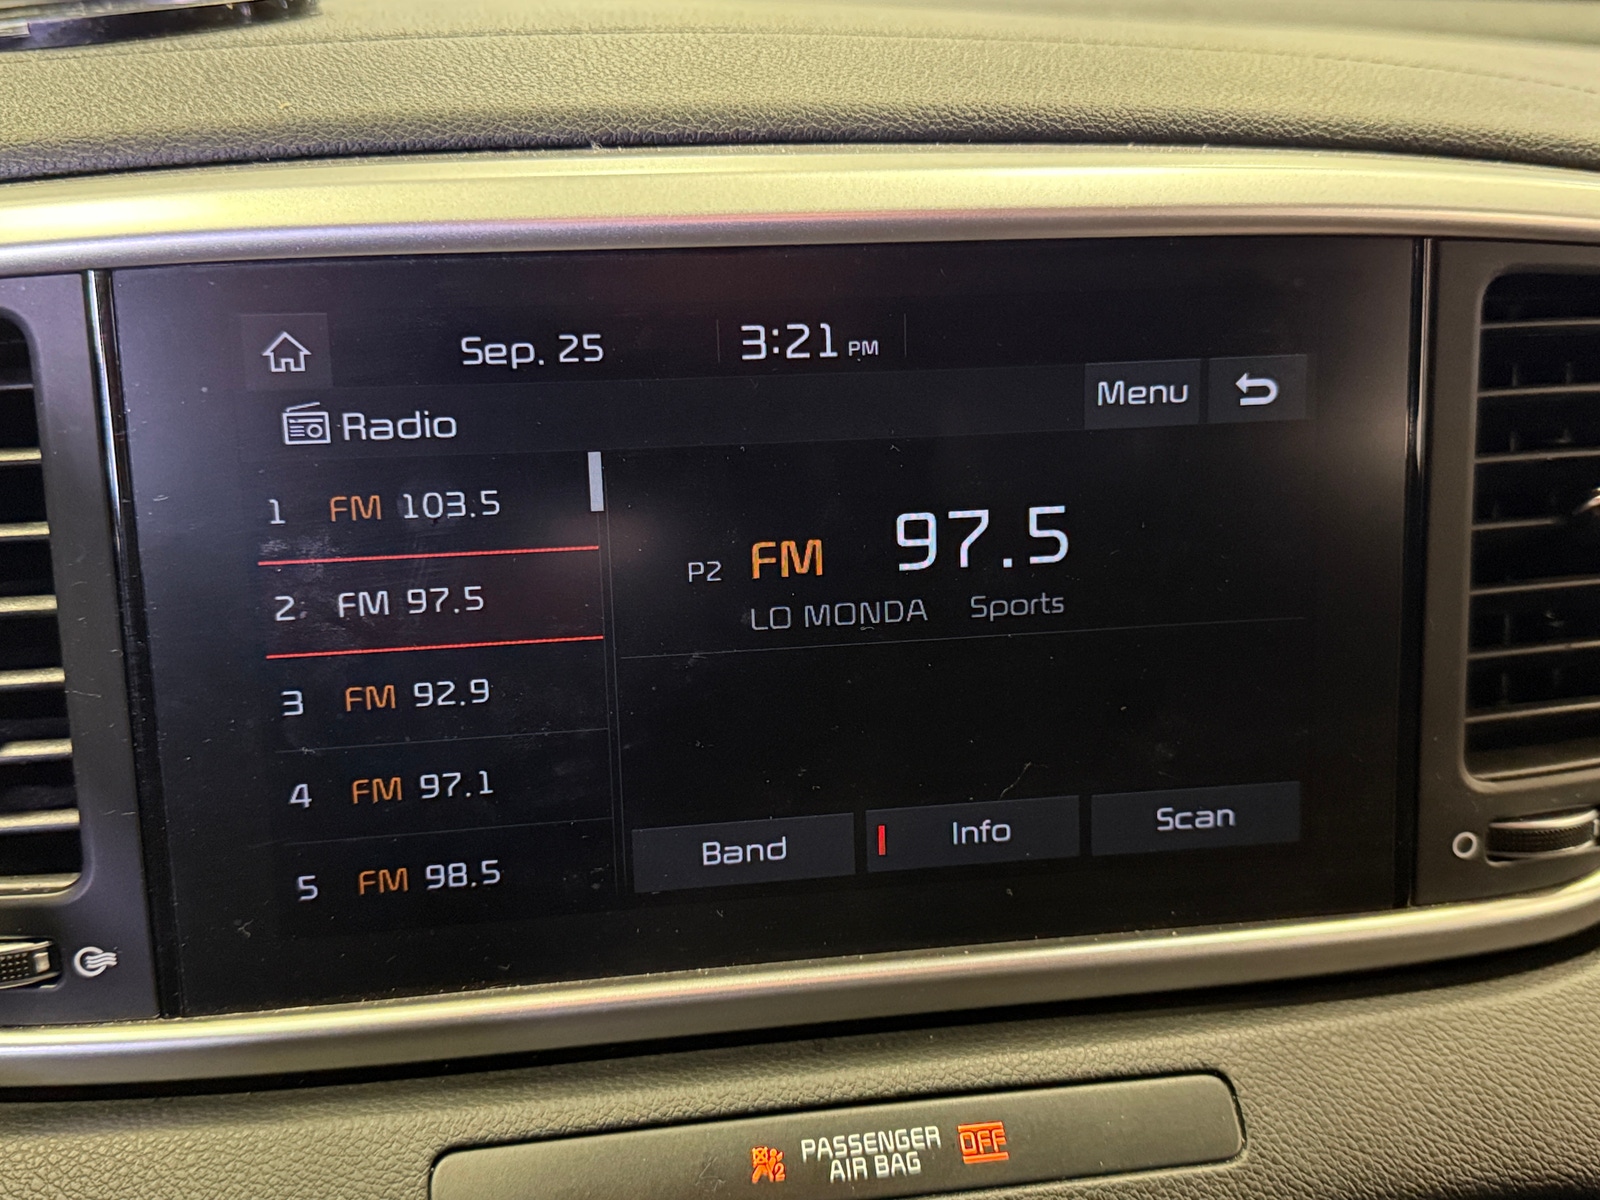 Sep. 25
3:21 PM
Radio
Menu
1 FM 103.5
2 FM 97.5
3 FM 92.9
4 FM 97.1
5 FM 98.5
P2 FM 97.5
LO MONDA Sports
Band
Info
Scan
2 PASSENGER
AIR BAG
OFF